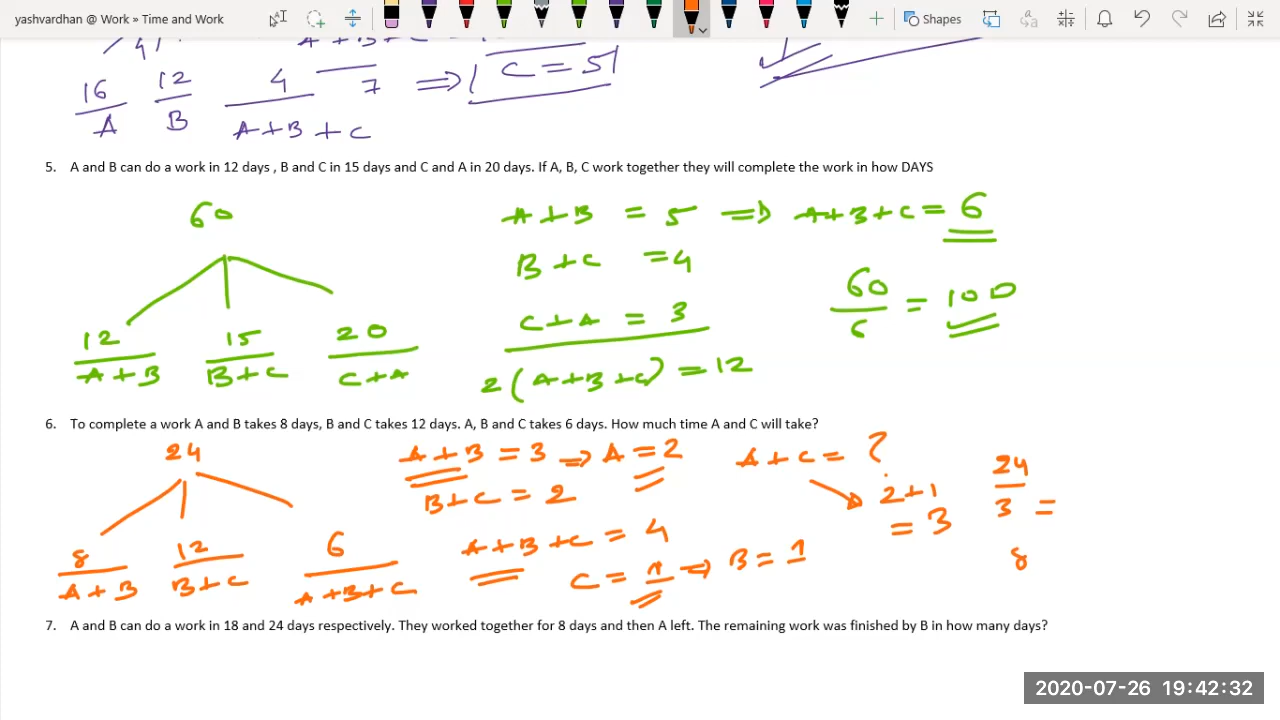 yashvardhan @ Work » Time and Work
Shapes
16/A 12/B 4/A+B+C 7 ⇒ C = 51
5. A and B can do a work in 12 days , B and C in 15 days and C and A in 20 days. If A, B, C work together they will complete the work in how DAYS
60
A+B = 5 ⇒ A+B+C = 6
B+C = 4
C+A = 3
2(A+B+C) = 12
60/6 = 10D
12/A+B 15/B+C 20/C+A
6. To complete a work A and B takes 8 days, B and C takes 12 days. A, B and C takes 6 days. How much time A and C will take?
24
A+B = 3 ⇒ A = 2
B+C = 2
A+B+C = 4
C = 1 ⇒ B = 1
A+C = ?
2+1
= 3
24/3 =
8
8/A+B 12/B+C 6/A+B+C
7. A and B can do a work in 18 and 24 days respectively. They worked together for 8 days and then A left. The remaining work was finished by B in how many days?
2020-07-26 19:42:32